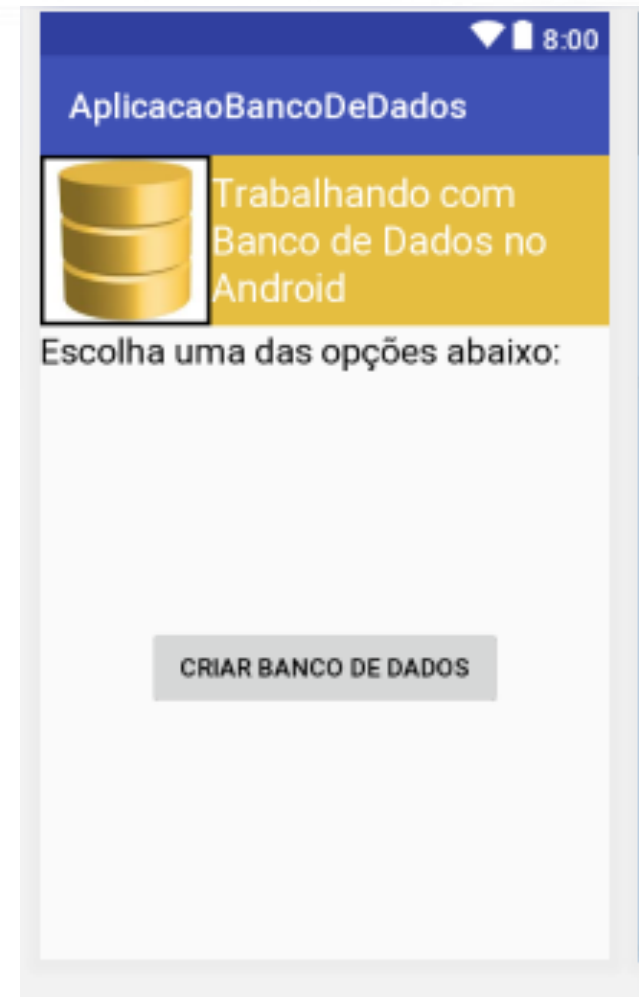 8:00
AplicacaoBancoDeDados
Trabalhando com
Banco de Dados no
Android
Escolha uma das opções abaixo:
CRIAR BANCO DE DADOS